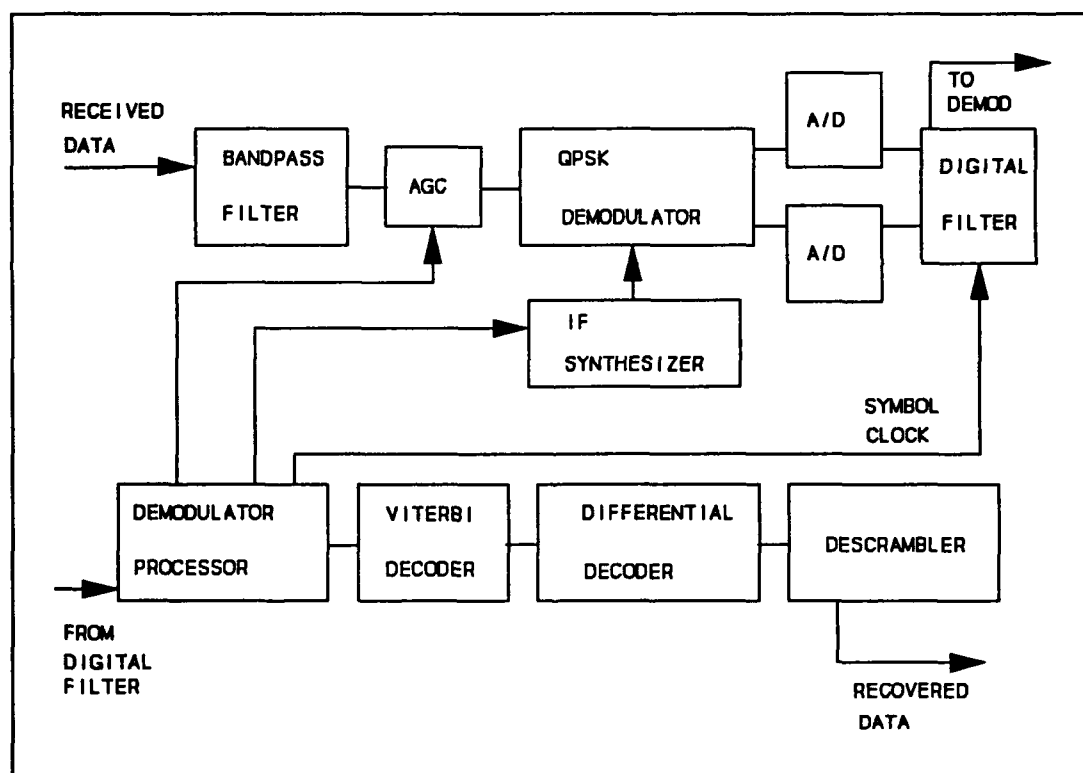 RECEIVED
DATA
BANDPASS
FILTER
AGC
QPSK
DEMODULATOR
A/D
A/D
TO
DEMOD
DIGITAL
FILTER
IF
SYNTHESIZER
SYMBOL
CLOCK
DEMODULATOR
PROCESSOR
VITERBI
DECODER
DIFFERENTIAL
DECODER
DESCRAMBLER
FROM
DIGITAL
FILTER
RECOVERED
DATA